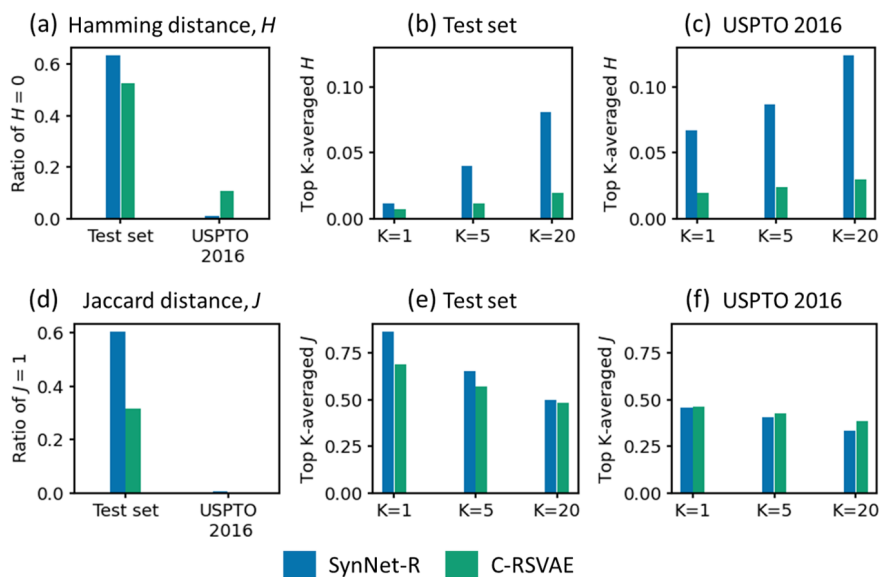 (a) Hamming distance, H
Ratio of H = 0
0.6
0.4
0.2
0.0
Test set
USPTO
2016
(b) Test set
Top K-averaged H
0.10
0.05
0.00
K=1
K=5
K=20
(c) USPTO 2016
Top K-averaged H
0.10
0.05
0.00
K=1
K=5
K=20
(d) Jaccard distance, J
Ratio of J = 1
0.6
0.4
0.2
0.0
Test set
USPTO
2016
(e) Test set
Top K-averaged J
0.75
0.50
0.25
0.00
K=1
K=5
K=20
(f) USPTO 2016
Top K-averaged J
0.75
0.50
0.25
0.00
K=1
K=5
K=20
SynNet-R
C-RSVAE